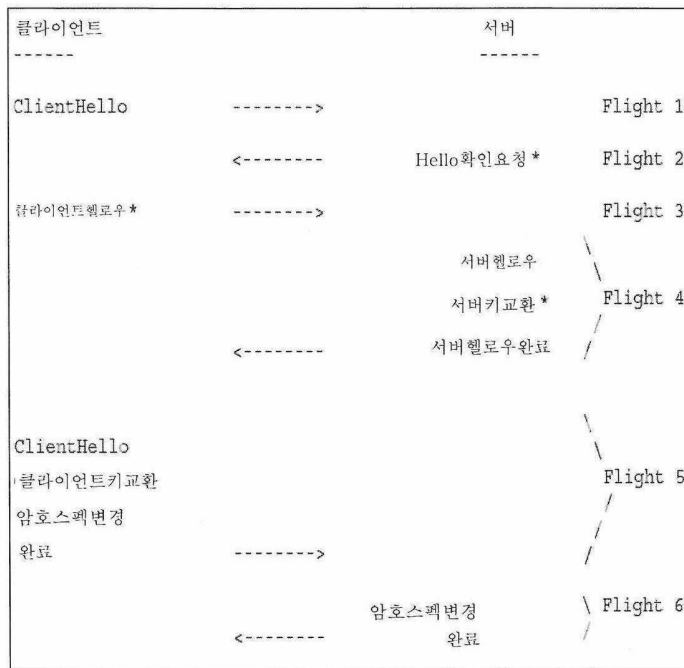 클라이언트 서버
------ ------
ClientHello --------> Flight 1
<-------- Hello확인요청* Flight 2
클라이언트헬로우* --------> Flight 3
서버헬로우 \
서버키교환* Flight 4
<-------- 서버헬로우완료 /
ClientHello
클라이언트키교환 Flight 5
암호스펙변경
완료 -------->
암호스펙변경 \ Flight 6
<-------- 완료 /